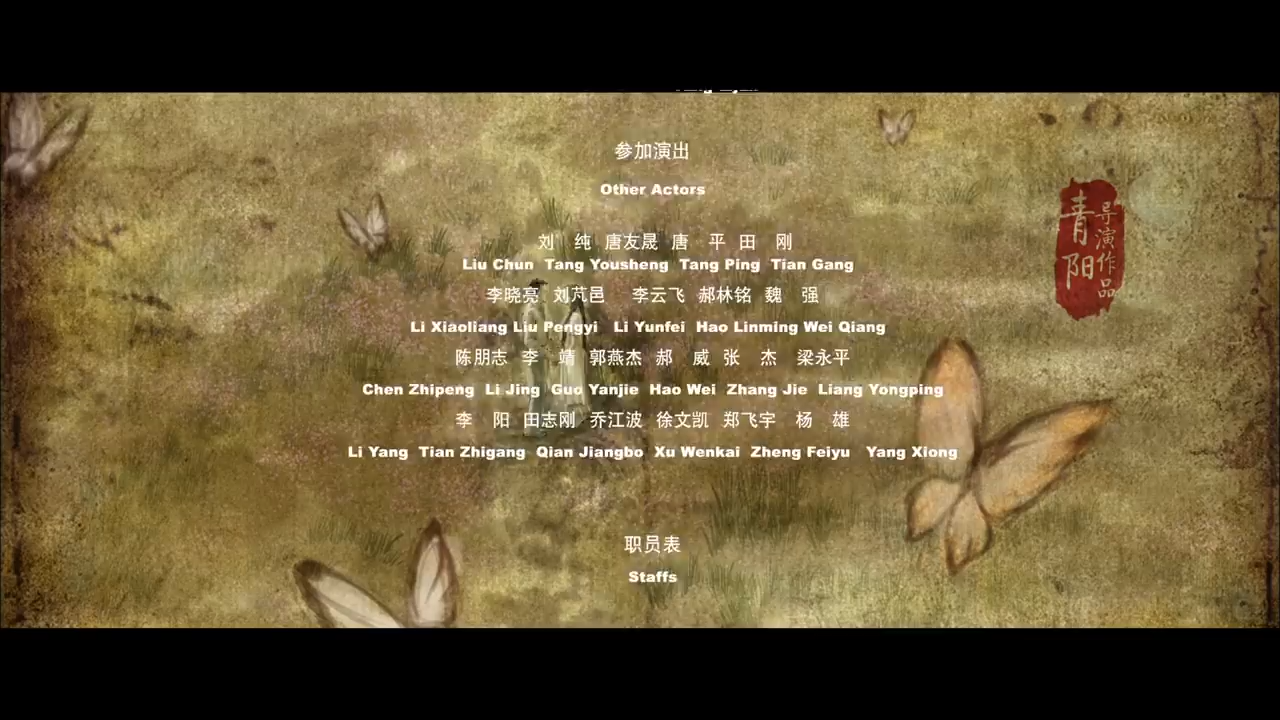 参加演出
Other Actors
刘 纯 唐友晟 唐 平 田 刚
Liu Chun Tang Yousheng Tang Ping Tian Gang
李晓亮 刘芃邑 李云飞 郝林铭 魏 强
Li Xiaoliang Liu Pengyi Li Yunfei Hao Linming Wei Qiang
陈朋志 李 靖 郭燕杰 郝 威 张 杰 梁永平
Chen Zhipeng Li Jing Guo Yanjie Hao Wei Zhang Jie Liang Yongping
李 阳 田志刚 乔江波 徐文凯 郑飞宇 杨 雄
Li Yang Tian Zhigang Qian Jiangbo Xu Wenkai Zheng Feiyu Yang Xiong
职员表
Staffs
导演作品
青阳